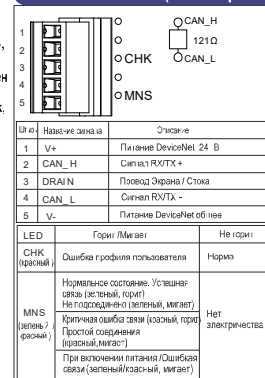 CAN_H
121Ω
CAN_L
1
2
3
4
5
CHK
MNS
Название сигнала Описание
1 V+ Питание DeviceNet 24 В
2 CAN_H Сигнал RX/TX +
3 DRAIN Провод Экрана / Стока
4 CAN_L Сигнал RX/TX -
5 V- Питание DeviceNet общее
LED Горит /Мигает Не горит
CHK
(красный) Ошибка профиля пользователя Норма
MNS
красный)
Нормальное состояние. Успешная
связь (зеленый, горит)
Не подсоединено (зеленый, мигает)
Критичная ошибка связи (красный, горит)
Простой соединения
(красный,мигает)
При включении питания /Ошибкая
связи (зеленый/красный, мигает)
Нет
электричества